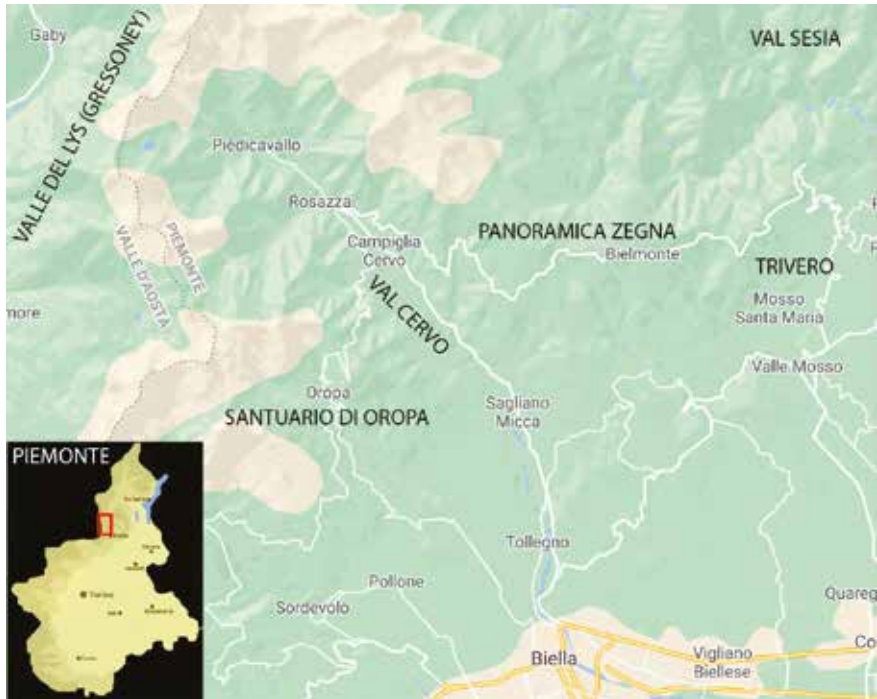 Gaby
VAL SESIA
VALLE DEL LYS (GRESSONEY)
Piedicavallo
Rosazza
PIEMONTE
VALLE D'AOSTA
Campiglia
Cervo
PANORAMICA ZEGNA
Bielmonte
TRIVERO
Mosso
Santa Maria
more
VAL CERVO
Valle Mosso
Oropa
SANTUARIO DI OROPA
Sagliano
Micca
PIEMONTE
Tollegno
Pollone
Sordevolo
Quareg
Biella
Vigliano
Biellese
Co